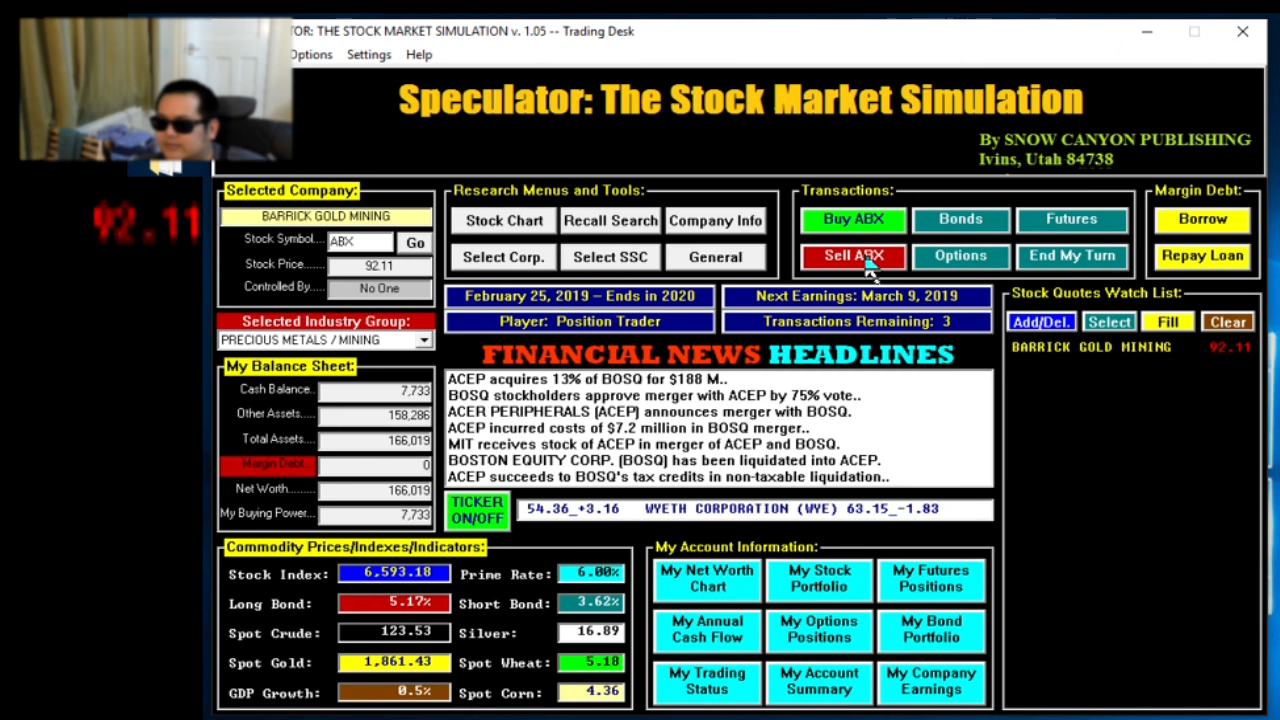 TOR: THE STOCK MARKET SIMULATION v. 1.05 -- Trading Desk
Options Settings Help
Speculator: The Stock Market Simulation
By SNOW CANYON PUBLISHING
Ivins, Utah 84738
92.11
Selected Company:
BARRICK GOLD MINING
Stock Symbol.... ABX Go
Stock Price....... 92.11
Controlled By.... No One
Selected Industry Group:
PRECIOUS METALS / MINING
My Balance Sheet:
Cash Balance.. 7,733
Other Assets..... 158,286
Total Assets.... 166,019
Margin Debt.. 0
Net Worth......... 166,019
My Buying Power... 7,733
Research Menus and Tools:
Stock Chart Recall Search Company Info
Select Corp. Select SSC General
Transactions:
Buy ABX Bonds Futures
Sell ABX Options End My Turn
Margin Debt:
Borrow
Repay Loan
February 25, 2019 – Ends in 2020 Next Earnings: March 9, 2019
Player: Position Trader Transactions Remaining: 3
FINANCIAL NEWS HEADLINES
ACEP acquires 13% of BOSQ for $188 M..
BOSQ stockholders approve merger with ACEP by 75% vote..
ACER PERIPHERALS (ACEP) announces merger with BOSQ.
ACEP incurred costs of $7.2 million in BOSQ merger..
MIT receives stock of ACEP in merger of ACEP and BOSQ.
BOSTON EQUITY CORP. (BOSQ) has been liquidated into ACEP.
ACEP succeeds to BOSQ's tax credits in non-taxable liquidation..
TICKER
ON/OFF
54.36_+3.16 WYETH CORPORATION (WYE) 63.15_-1.83
Stock Quotes Watch List:
Add/Del. Select Fill Clear
BARRICK GOLD MINING 92.11
Commodity Prices/Indexes/Indicators:
Stock Index: 6,593.18 Prime Rate: 6.00%
Long Bond: 5.17% Short Bond: 3.62%
Spot Crude: 123.53 Silver: 16.89
Spot Gold: 1,861.43 Spot Wheat: 5.18
GDP Growth: 0.5% Spot Corn: 4.36
My Account Information:
My Net Worth
Chart
My Stock
Portfolio
My Futures
Positions
My Annual
Cash Flow
My Options
Positions
My Bond
Portfolio
My Trading
Status
My Account
Summary
My Company
Earnings